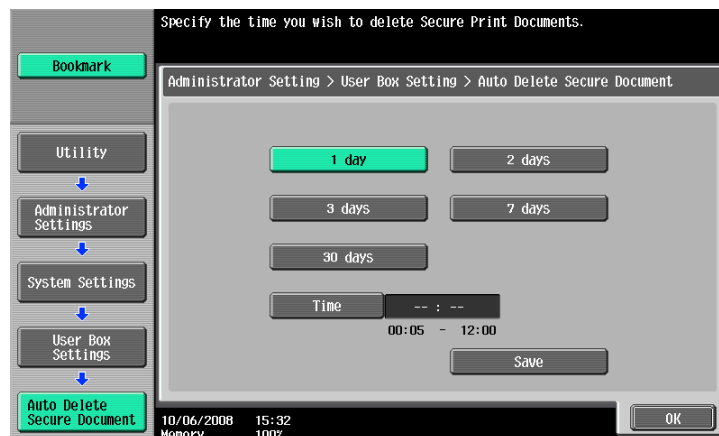 Specify the time you wish to delete Secure Print Documents.
Bookmark
Administrator Setting > User Box Setting > Auto Delete Secure Document
Utility
Administrator
Settings
System Settings
User Box
Settings
Auto Delete
Secure Document
1 day
2 days
3 days
7 days
30 days
Time
-- : --
00:05 - 12:00
Save
10/06/2008 15:32
Memory 100%
OK